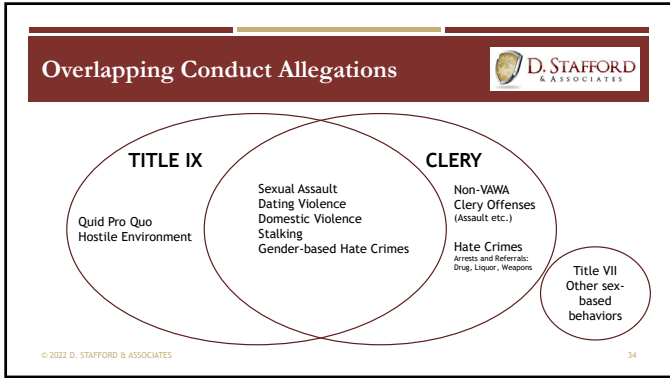 Overlapping Conduct Allegations
D. STAFFORD
& ASSOCIATES
TITLE IX
Quid Pro Quo
Hostile Environment
Sexual Assault
Dating Violence
Domestic Violence
Stalking
Gender-based Hate Crimes
CLERY
Non-VAWA
Clery Offenses
(Assault etc.)
Hate Crimes
Arrests and Referrals:
Drug, Liquor, Weapons
Title VII
Other sex-
based
behaviors
© 2022 D. STAFFORD & ASSOCIATES
34